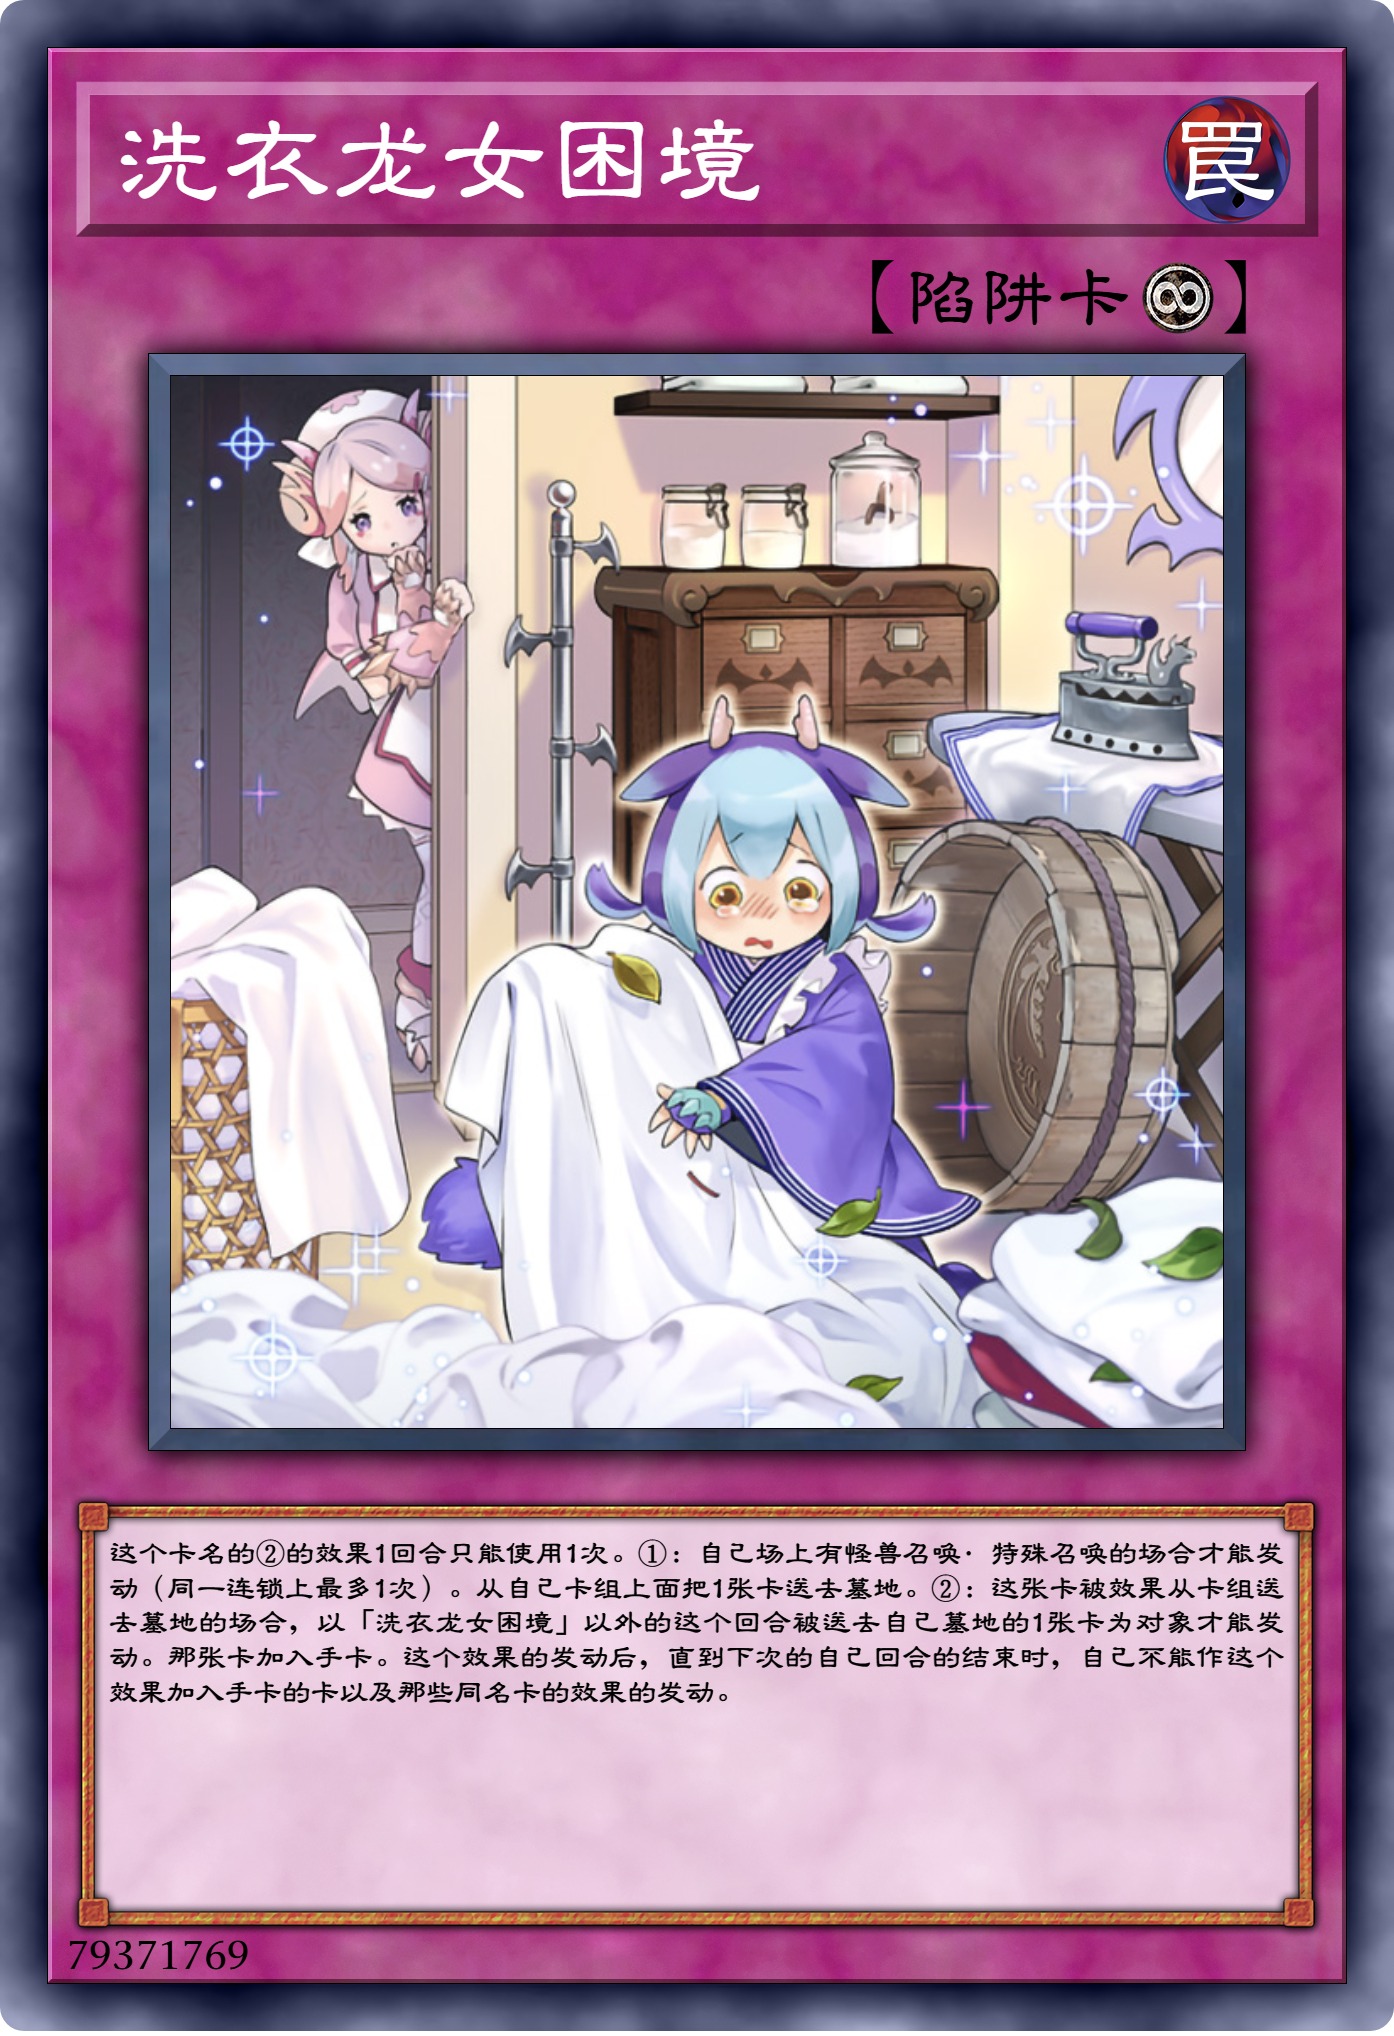 洗衣龙女困境
罠
【陷阱卡】
这个卡名的②的效果1回合只能使用1次。①：自己场上有怪兽召唤·特殊召唤的场合才能发
动（同一连锁上最多1次）。从自己卡组上面把1张卡送去墓地。②：这张卡被效果从卡组送
去墓地的场合，以「洗衣龙女困境」以外的这个回合被送去自己墓地的1张卡为对象才能发
动。那张卡加入手卡。这个效果的发动后，直到下次的自己回合的结束时，自己不能作这个
效果加入手卡的卡以及那些同名卡的效果的发动。
79371769